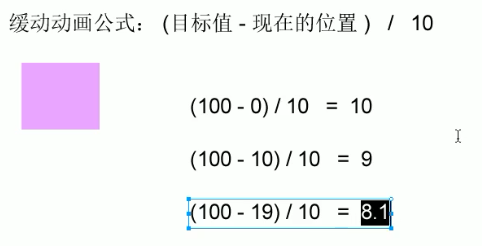 缓动动画公式： (目标值 - 现在的位置 ) / 10
(100 - 0) / 10 = 10
(100 - 10) / 10 = 9
(100 - 19) / 10 = 8.1